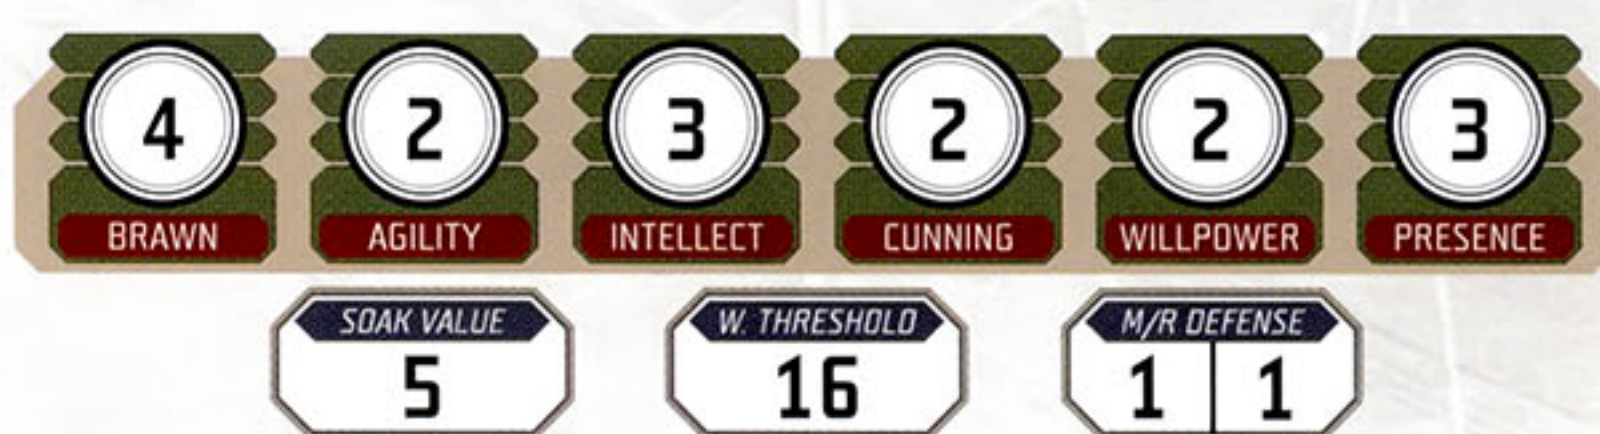 4 2 3 2 2 3
BRAWN AGILITY INTELLECT CUNNING WILLPOWER PRESENCE
SOAK VALUE W. THRESHOLD M/R DEFENSE
5 16 1 1